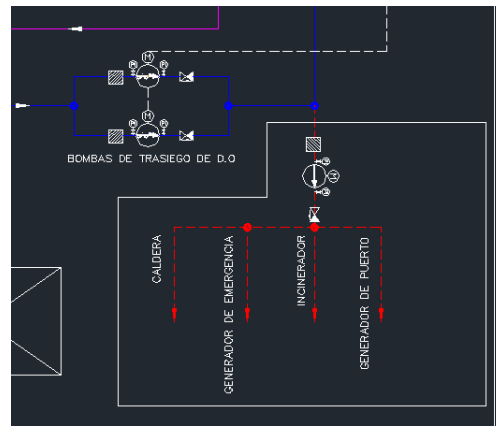 M
BOMBAS DE TRASIEGO DE D.O
M
M
CALDERA
GENERADOR DE EMERGENCIA
INCINERADOR
GENERADOR DE PUERTO